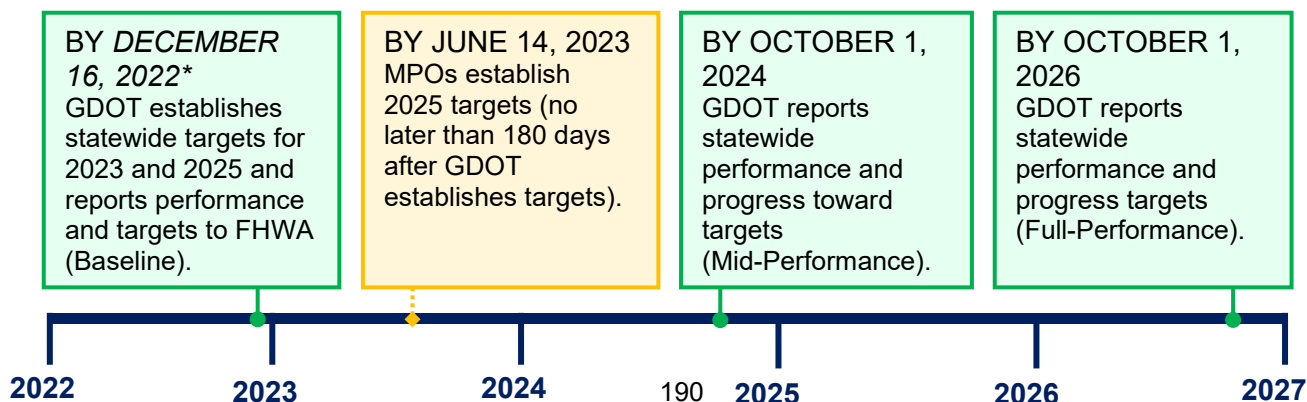 BY DECEMBER
16, 2022*
GDOT establishes
statewide targets for
2023 and 2025 and
reports performance
and targets to FHWA
(Baseline).
BY JUNE 14, 2023
MPOs establish
2025 targets (no
later than 180 days
after GDOT
establishes targets).
BY OCTOBER 1,
2024
GDOT reports
statewide
performance and
progress toward
targets
(Mid-Performance).
BY OCTOBER 1,
2026
GDOT reports
statewide
performance and
progress targets
(Full-Performance).
2022
2023
2024
190
2025
2026
2027